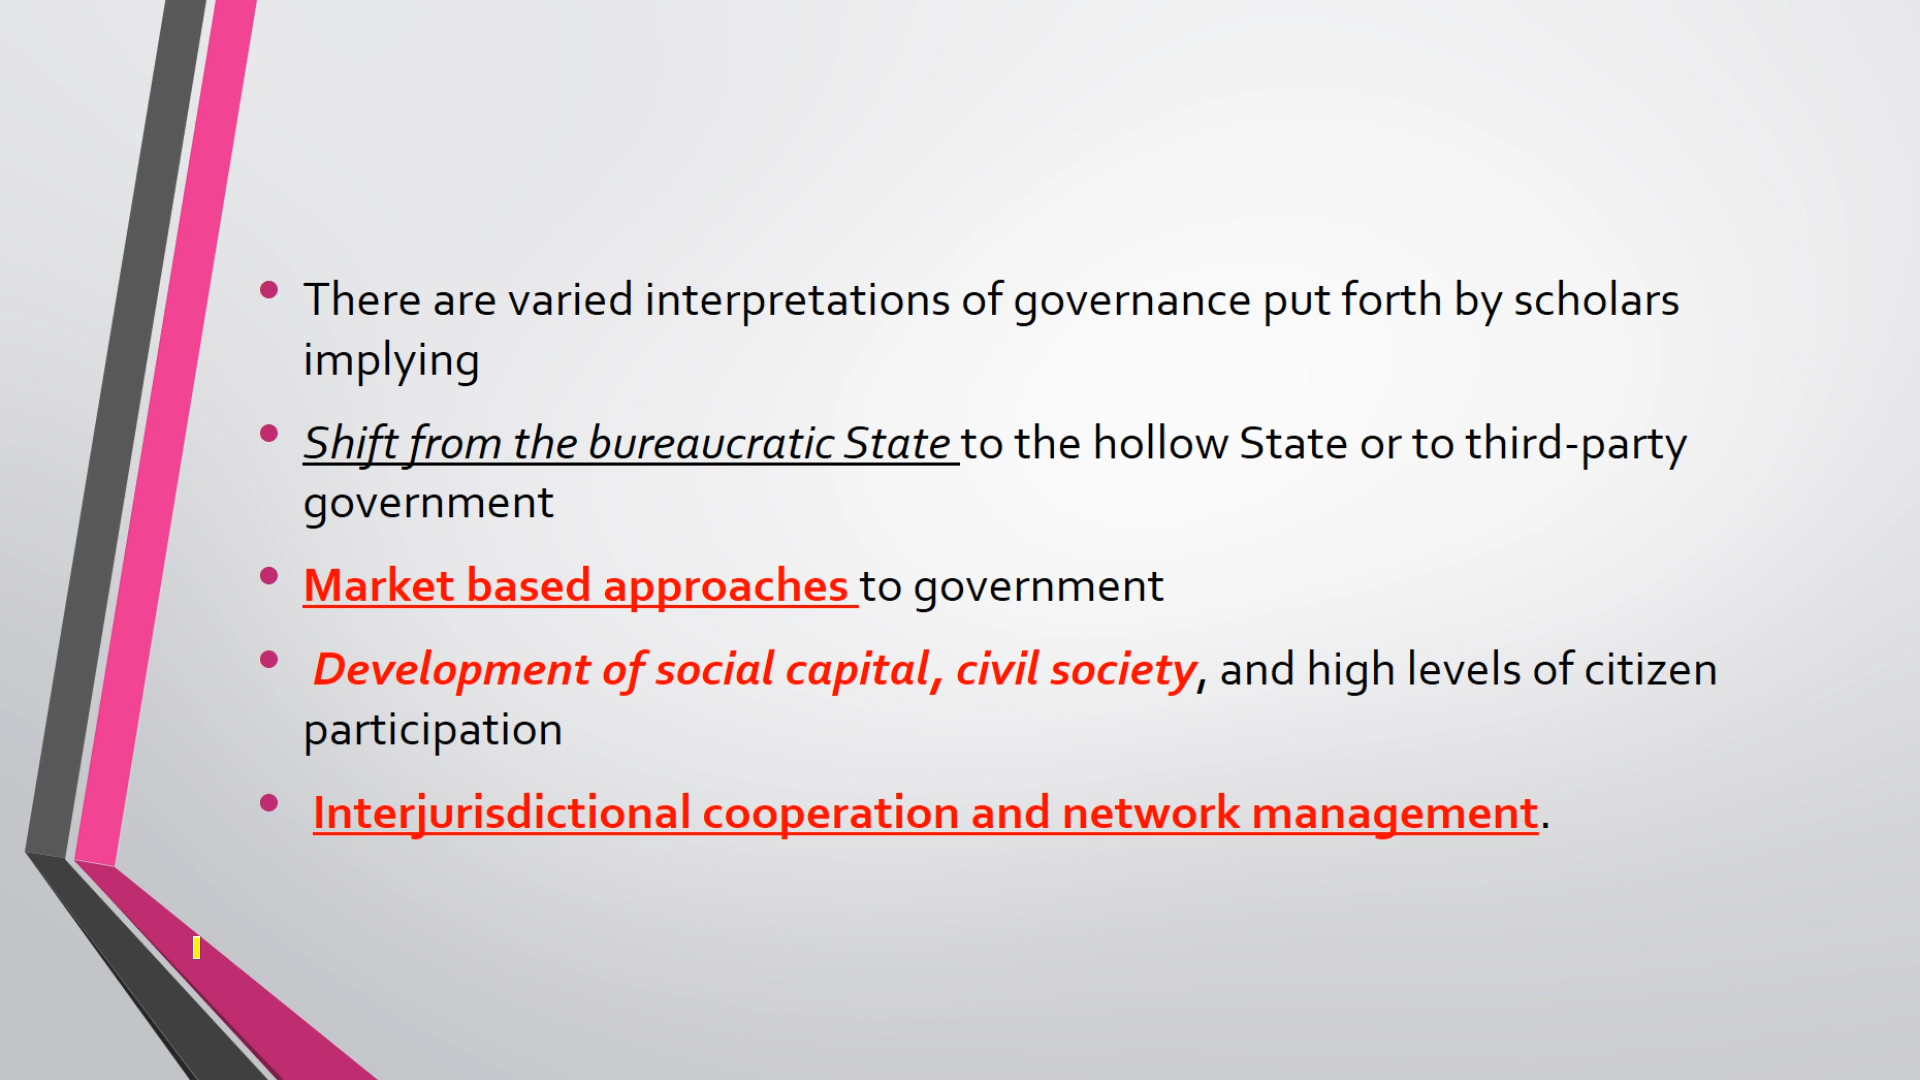 There are varied interpretations of governance put forth by scholars
implying
Shift from the bureaucratic State to the hollow State or to third-party
government
Market based approaches to government
Development of social capital, civil society, and high levels of citizen
participation
Interjurisdictional cooperation and network management.